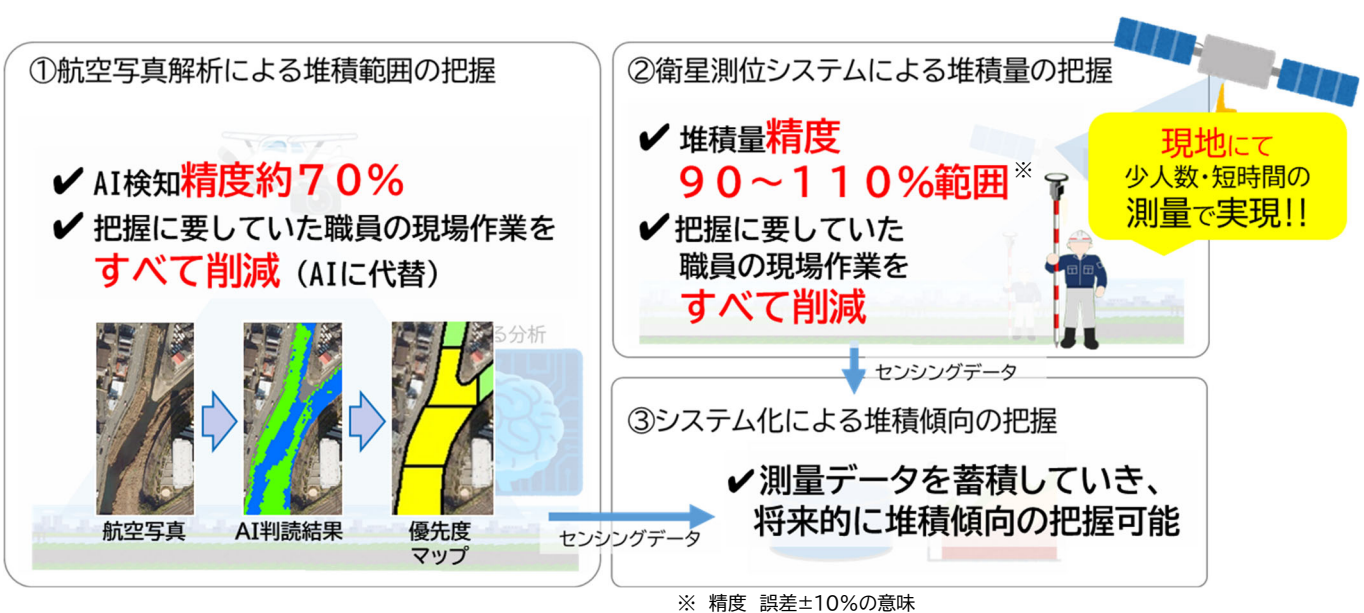 ①航空写真解析による堆積範囲の把握
✔ AI検知精度約７０％
✔ 把握に要していた職員の現場作業を
すべて削減（AIに代替）
る分析
航空写真
AI判読結果
優先度
マップ
センシングデータ
②衛星測位システムによる堆積量の把握
✔ 堆積量精度
９０～１１０％範囲※
✔ 把握に要していた
職員の現場作業を
すべて削減
現地にて
少人数・短時間の
測量で実現!!
センシングデータ
③システム化による堆積傾向の把握
✔ 測量データを蓄積していき、
将来的に堆積傾向の把握可能
※ 精度 誤差±10%の意味